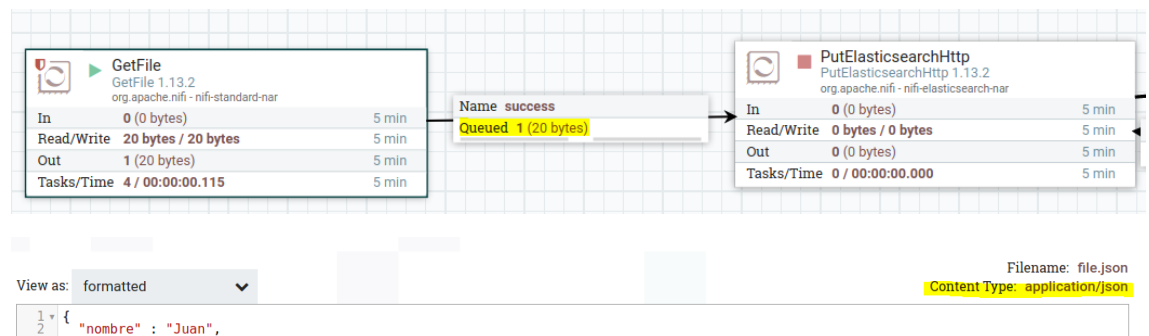 GetFile
GetFile 1.13.2
org.apache.nifi - nifi-standard-nar
In 0 (0 bytes) 5 min
Read/Write 20 bytes / 20 bytes 5 min
Out 1 (20 bytes) 5 min
Tasks/Time 4 / 00:00:00.115 5 min
Name success
Queued 1 (20 bytes)
PutElasticsearchHttp
PutElasticsearchHttp 1.13.2
org.apache.nifi - nifi-elasticsearch-nar
In 0 (0 bytes) 5 min
Read/Write 0 bytes / 0 bytes 5 min
Out 0 (0 bytes) 5 min
Tasks/Time 0 / 00:00:00.000 5 min
Filename: file.json
View as: formatted
Content Type: application/json
1 {
2 "nombre" : "Juan",